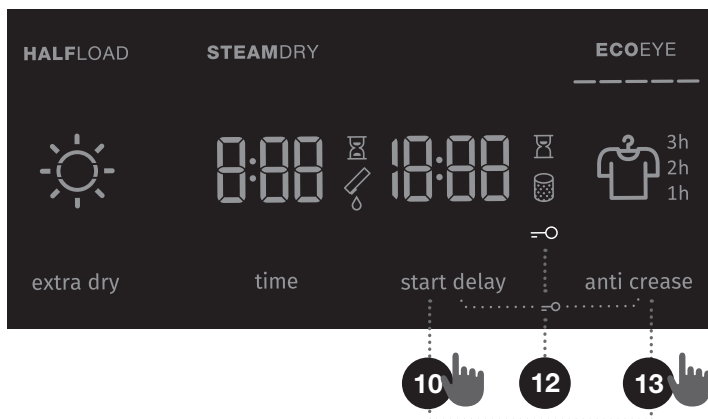 HALFLOAD
STEAMDRY
ECOEYE
8:88
18:88
3h
2h
1h
extra dry
time
start delay
anti crease
10
12
13